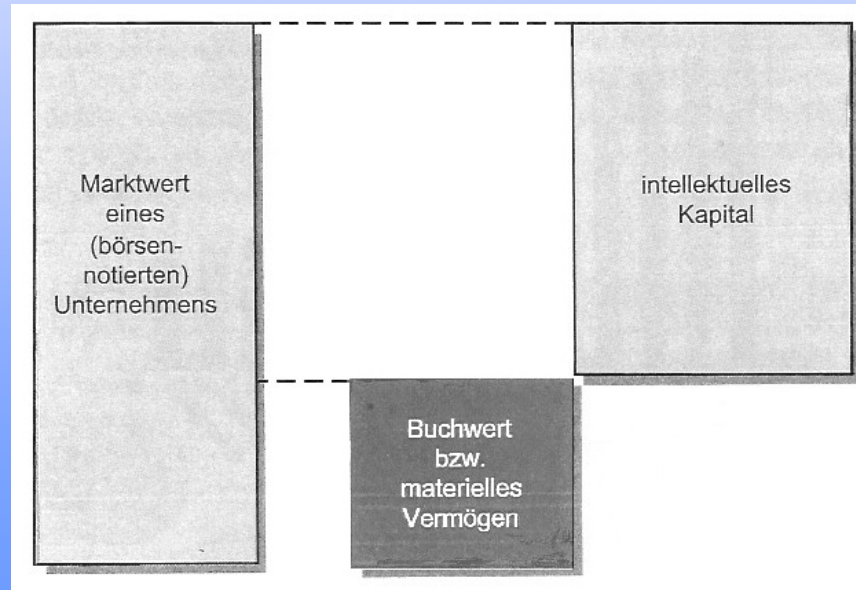 Marktwert
eines
(börsen-
notierten)
Unternehmens
intellektuelles
Kapital
Buchwert
bzw.
materielles
Vermögen